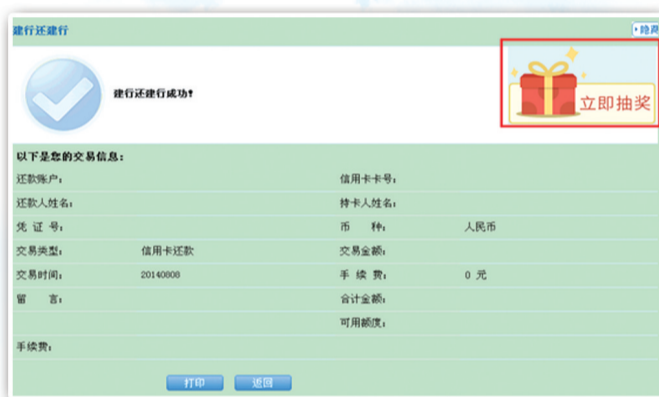 建行还建行
建行还建行成功!
立即抽奖
以下是您的交易信息:
还款账户: 信用卡卡号:
还款人姓名: 持卡人姓名:
凭 证 号: 币 种: 人民币
交易类型: 信用卡还款 交易金额:
交易时间: 20140808 手 续 费: 0 元
留 言: 合计金额:
可用额度:
手续费:
打印 返回